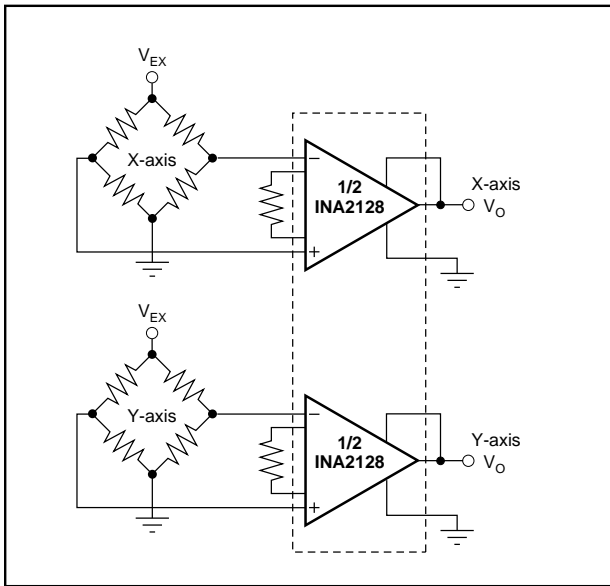 V_EX
X-axis
−
1/2
INA2128
+
X-axis
V_O
V_EX
Y-axis
−
1/2
INA2128
+
Y-axis
V_O